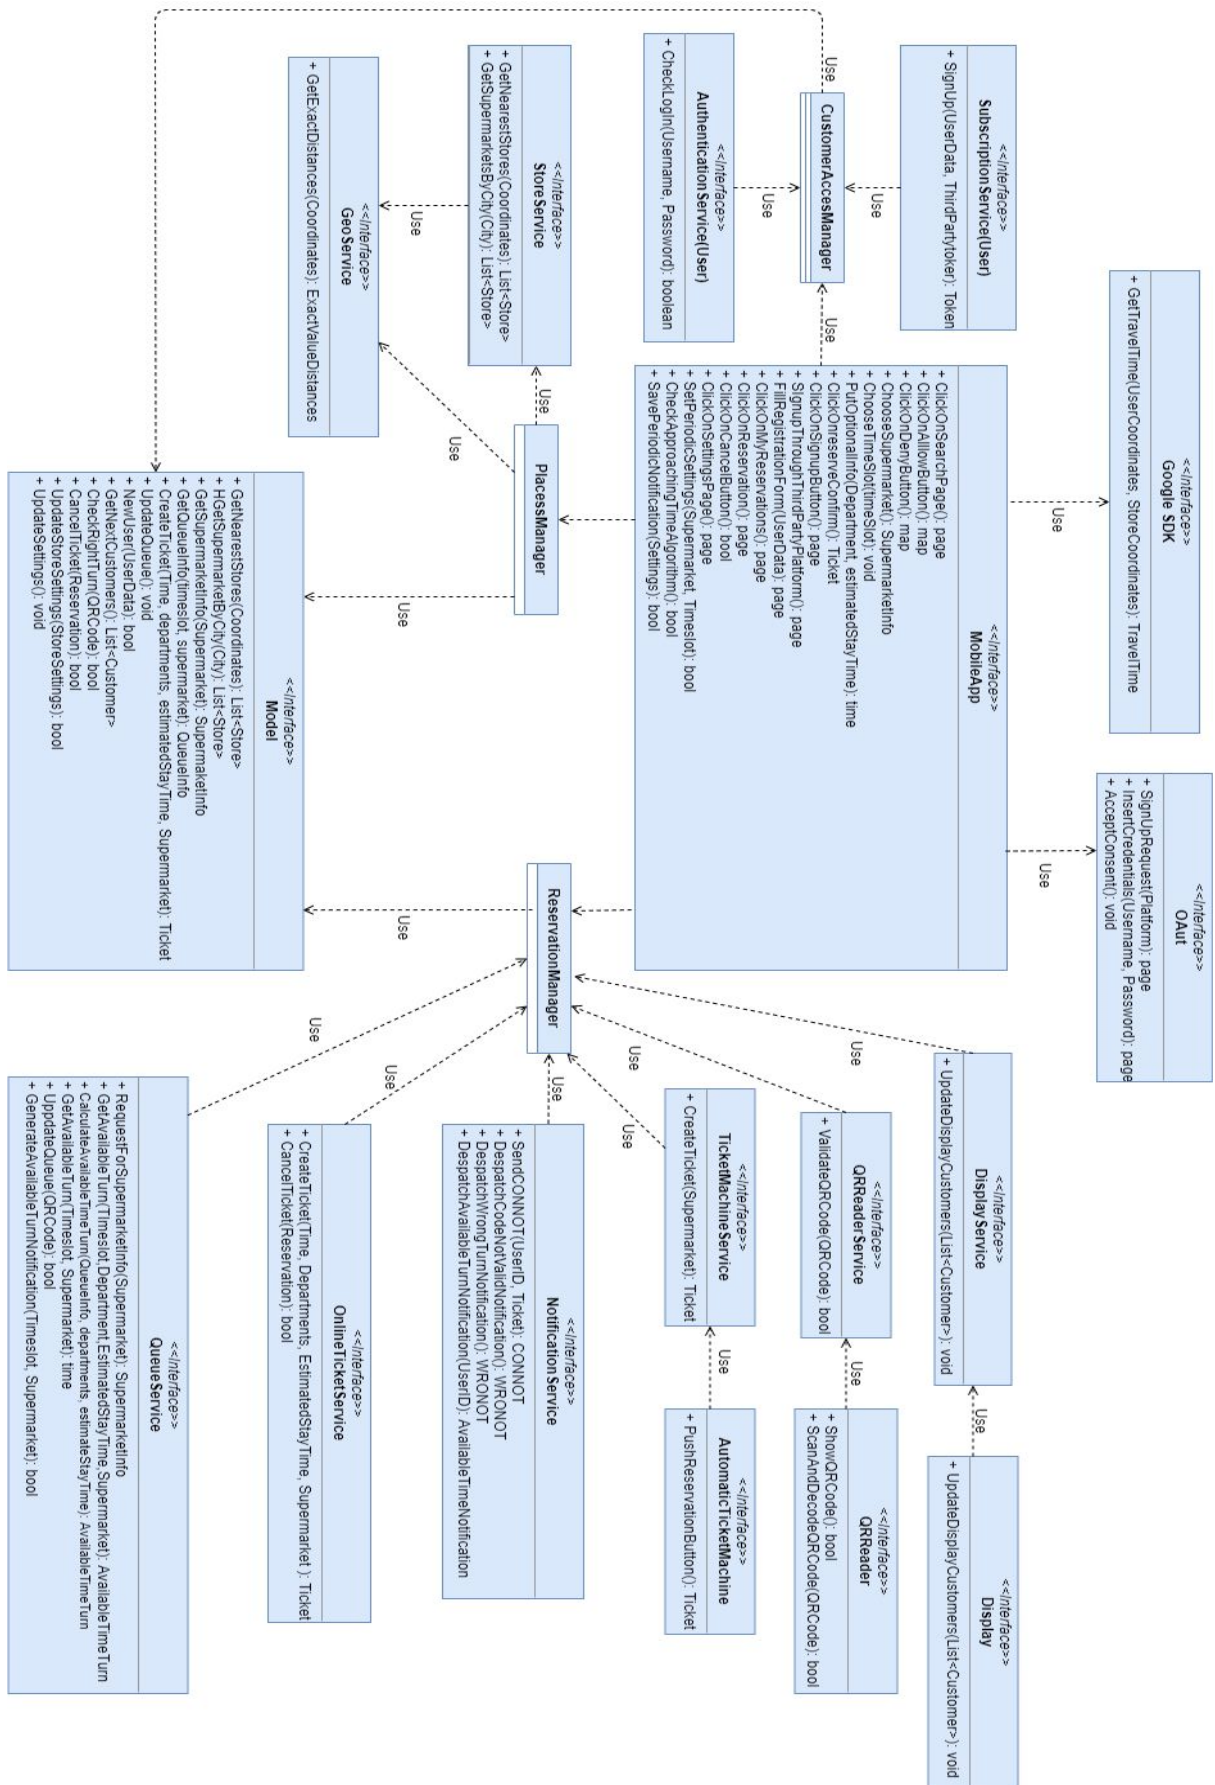 <<Interface>>
Google SDK
+ GetTravelTime(UserCoordinates, StoreCoordinates): TravelTime
<<Interface>>
OAut
+ SignUpRequest(Platform): page
+ InsertCredentials(Username, Password): page
+ AcceptConsent(): void
Use
Use
<<Interface>>
SubscriptionService(User)
+ SignUp(UserData, ThirdPartytoker): Token
Use
CustomerAccesManager
Use
Use
Use
<<Interface>>
AuthenticationService(User)
+ CheckLogIn(Username, Password): boolean
<<Interface>>
MobileApp
+ ClickOnSearchPage(): page
+ ClickOnAlllowButton(): map
+ ClickOnDenyButton(): map
+ ChooseSupermarket(): SupermarketInfo
+ ChooseTimeSlot(timeSlot): void
+ PutOptionalInfo(Department, estimatedStayTime): time
+ ClickOnreserveConfirm(): Ticket
+ ClickOnSignupButton(): page
+ SIgnupThroughThirdPartyPlatform(): page
+ FillRegistrationForm(UserData): page
+ ClickOnMyReservations(): page
+ ClickOnReservation(): page
+ ClickOnCancelButton(): bool
+ ClickOnSettingsPage(): page
+ SetPeriodicSettings(Supermarket, Timeslot): bool
+ CheckApproachingTimeAlgorithm(): bool
+ SavePeriodicNotification(Settings): bool
<<Interface>>
DisplayService
+ UpdateDisplayCustomers(List<Customer>): void
Use
<<Interface>>
Display
+ UpdateDisplayCustomers(List<Customer>): void
Use
<<Interface>>
QRReaderService
+ ValidateQRCode(QRCode): bool
Use
<<Interface>>
QRReader
+ ShowQRCode(): bool
+ ScanAndDecodeQRCode(QRCode): bool
Use
<<Interface>>
TicketMachineService
+ CreateTicket(Supermarket): Ticket
Use
<<Interface>>
AutomaticTicketMachine
+ PushReservationButton(): Ticket
Use
<<Interface>>
StoreService
+ GetNearestStores(Coordinates): List<Store>
+ GetSupermarketsByCity(City): List<Store>
Use
PlacessManager
Use
ReservationManager
Use
<<Interface>>
NotificationService
+ SendCONNOT(UserID, Ticket): CONNOT
+ DespatchCodeNotValidNotification(): WRONOT
+ DespatchWrongTurnNotification(): WRONOT
+ DespatchAvailableTurnNotification(UserID): AvailableTimeNotification
Use
<<Interface>>
GeoService
+ GetExactDistances(Coordinates): ExactValueDistances
Use
Use
Use
Use
<<Interface>>
OnlineTicketService
+ CreateTicket(Time, Departments, EstimatedStayTime, Supermarket ): Ticket
+ CancelTicket(Reservation): bool
Use
<<Interface>>
Model
+ GetNearestStores(Coordinates): List<Store>
+ HGetSupermarketByCity(City): List<Store>
+ GetSupermarketInfo(Supermarket): SupermaketInfo
+ GetQueueInfo(timeslot, supermarket): QueueInfo
+ CreateTicket(Time, departments, estimatedStayTime, Supermarket): Ticket
+ UpdateQueue(): void
+ NewUser(UserData): bool
+ GetNextCustomers(): List<Customer>
+ CheckRightTurn(QRCode): bool
+ CancelTicket(Reservation): bool
+ UpdateStoreSettings(StoreSettings): bool
+ UpdateSettings(): void
<<Interface>>
QueueService
+ RequestForSupermarketInfo(Supermarket): SupermarketInfo
+ GetAvailableTurn(TImeslot,Department,EstimatedStayTime,Supermarket): AvailableTimeTurn
+ CalculateAvailableTimeTurn(QueueInfo, departments, estimateStayTime): AvailableTimeTurn
+ GetAvailableTurn(Timeslot, Supermarket): time
+ UppdateQueue(QRCode): bool
+ GenerateAvailableTurnNotification(Timeslot, Supermarket): bool